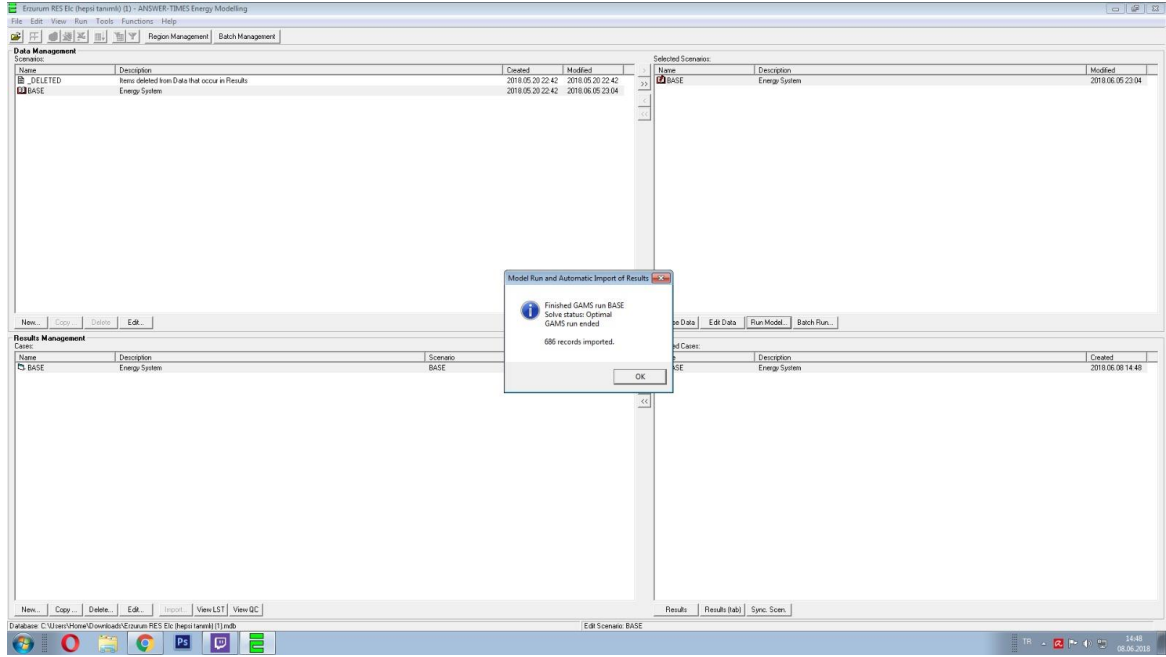 Erzurum RES Elc (hepsi tanımlı) (1) - ANSWER-TIMES Energy Modelling
File Edit View Run Tools Functions Help
Region Management Batch Management
Data Management
Scenarios: Selected Scenarios:
Name Description Created Modified Name Description Modified
_DELETED Items deleted from Data that occur in Results 2018.05.20 22:42 2018.05.20 22:42 BASE Energy System 2018.06.05 23:04
BASE Energy System 2018.05.20 22:42 2018.06.05 23:04
>
>>
<
<<
Model Run and Automatic Import of Results
Finished GAMS run BASE
Solve status: Optimal
GAMS run ended
686 records imported.
OK
New... Copy ... Delete Edit... se Data Edit Data Run Model... Batch Run...
Results Management
Cases: ed Cases:
Name Description Scenario Description Created
BASE Energy System BASE Energy System 2018.06.08 14:48
<<
New... Copy ... Delete... Edit... Import... View LST View QC Results Results (tab) Sync. Scen.
Database: C:\Users\Home\Downloads\Erzurum RES Elc (hepsi tanımlı) (1).mdb Edit Scenario: BASE
Ps TR 14:48
08.06.2018